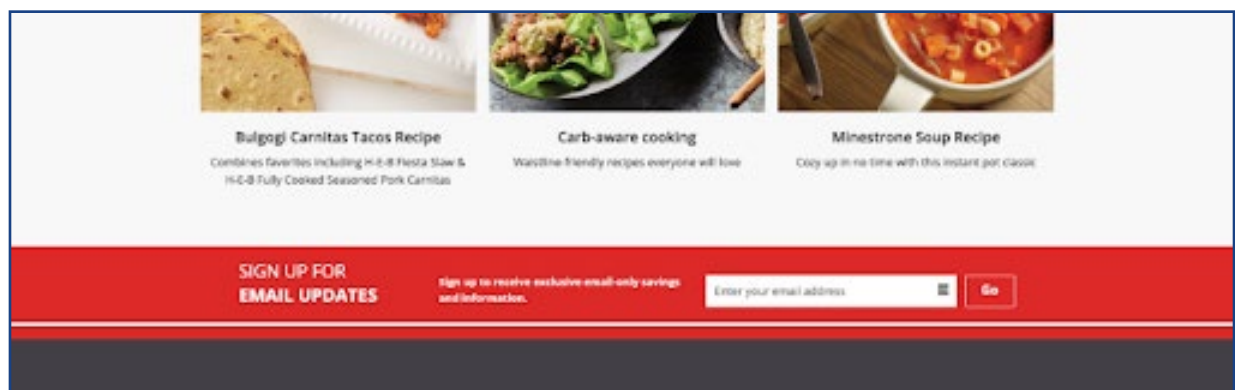 Bulgogi Carnitas Tacos Recipe
Combines favorites including H-E-B Fiesta Slaw &
H-E-B Fully Cooked Seasoned Pork Carnitas
Carb-aware cooking
Waistline-friendly recipes everyone will love
Minestrone Soup Recipe
Cozy up in no time with this instant pot classic
SIGN UP FOR
EMAIL UPDATES
Sign up to receive exclusive email-only savings
and information.
Enter your email address
Go